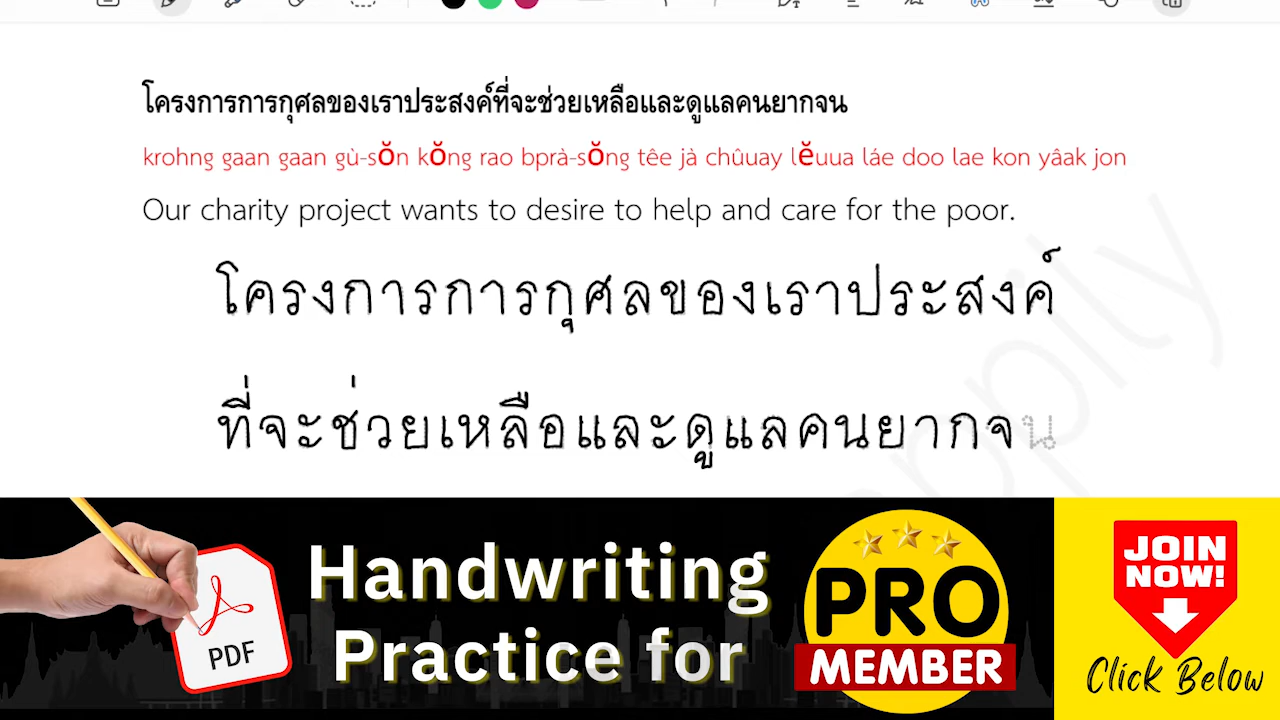 โครงการการกุศลของเราประสงค์ที่จะช่วยเหลือและดูแลคนยากจน
krohng gaan gaan gù-sŏn kŏng rao bprà-sŏng têe jà chûuay lĕuua láe doo lae kon yâak jon
Our charity project wants to desire to help and care for the poor.
โครงการการกุศลของเราประสงค์
ที่จะช่วยเหลือและดูแลคนยากจน
Handwriting
Practice for
PDF
PRO
MEMBER
JOIN
NOW!
Click Below